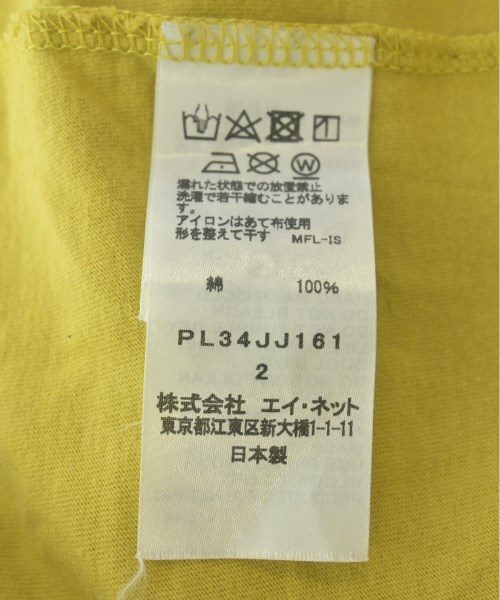 濡れた状態での放置禁止
洗濯で若干縮むことがありま
す。
アイロンはあて布使用
形を整えて干す MFL-IS
綿 100%
PL34JJ161
2
株式会社 エイ・ネット
東京都江東区新大橋1-1-11
日本製